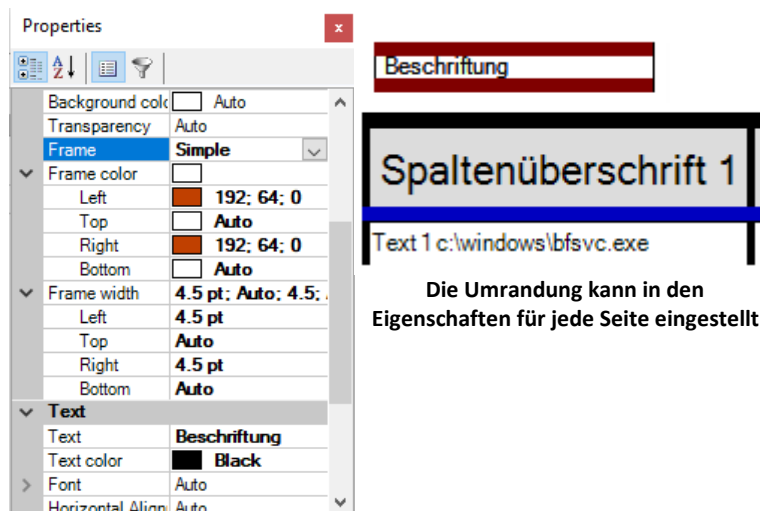 Properties
x
Background colo Auto
Transparency Auto
Frame Simple
Frame color
Left 192; 64; 0
Top Auto
Right 192; 64; 0
Bottom Auto
Frame width 4.5 pt; Auto; 4.5;
Left 4.5 pt
Top Auto
Right 4.5 pt
Bottom Auto
Text
Text Beschriftung
Text color Black
Font Auto
Horizontal Align Auto
Beschriftung
Spaltenüberschrift 1
Text 1 c:\windows\bfsvc.exe
Die Umrandung kann in den
Eigenschaften für jede Seite eingestellt